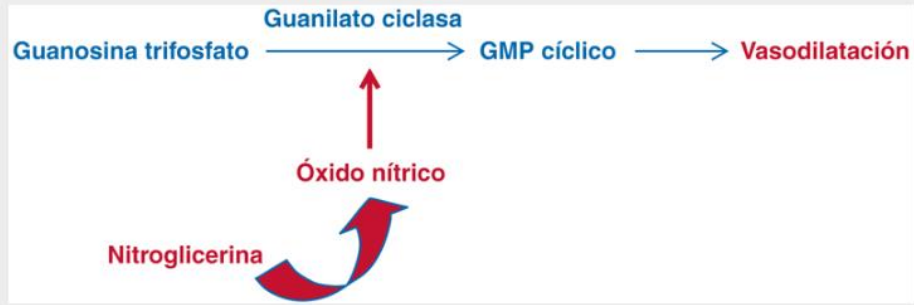 Guanilato ciclasa
Guanosina trifosfato GMP cíclico Vasodilatación
Óxido nítrico
Nitroglicerina